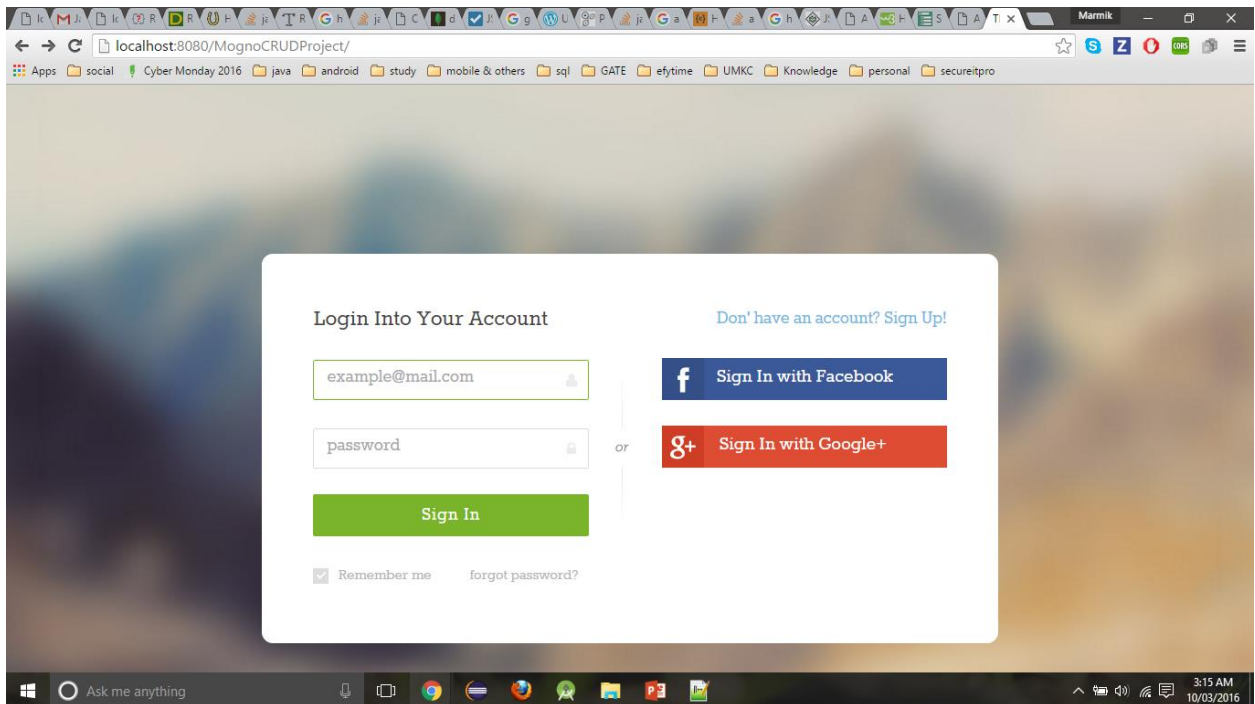 Marmik
localhost:8080/MognoCRUDProject/
Apps social Cyber Monday 2016 java android study mobile & others sql GATE efytime UMKC Knowledge personal secureitpro
Login Into Your Account
Don' have an account? Sign Up!
example@mail.com
f Sign In with Facebook
password
or
g+ Sign In with Google+
Sign In
Remember me forgot password?
Ask me anything
3:15 AM
10/03/2016